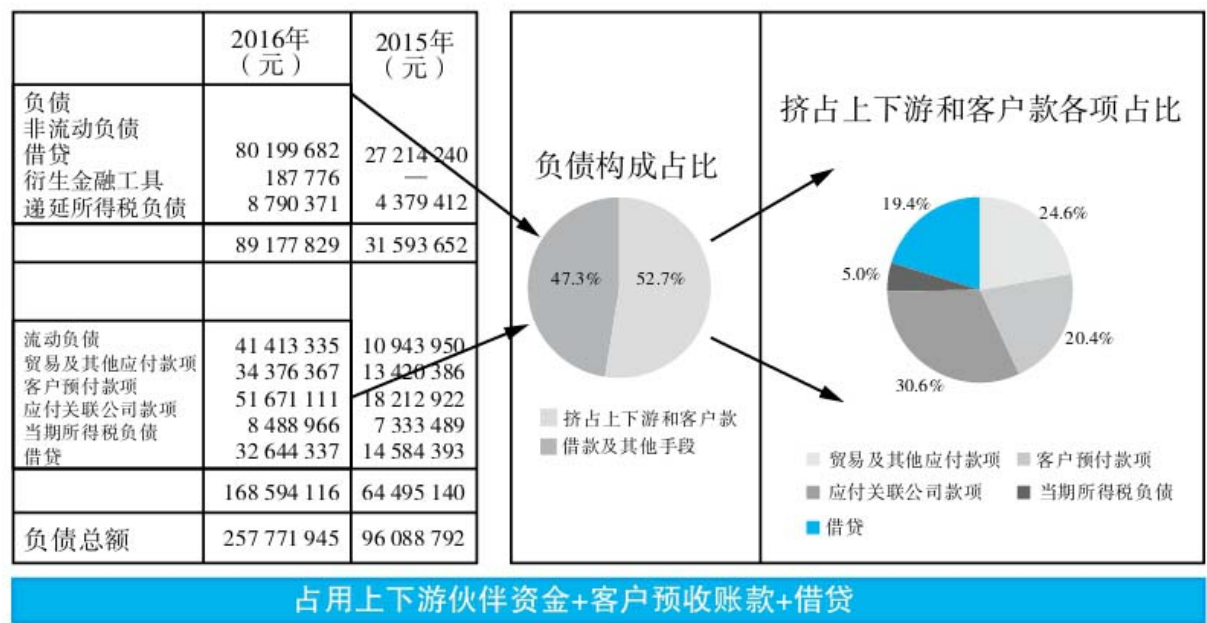 2016年
（元）
2015年
（元）
负债
非流动负债
借贷 80 199 682 27 214 240
衍生金融工具 187 776 —
递延所得税负债 8 790 371 4 379 412
89 177 829 31 593 652
流动负债
贸易及其他应付款项 41 413 335 10 943 950
客户预付款项 34 376 367 13 420 386
应付关联公司款项 51 671 111 18 212 922
当期所得税负债 8 488 966 7 333 489
借贷 32 644 337 14 584 393
168 594 116 64 495 140
负债总额 257 771 945 96 088 792
负债构成占比
47.3% 52.7%
挤占上下游和客户款
借款及其他手段
挤占上下游和客户款各项占比
19.4% 24.6%
5.0%
20.4%
30.6%
贸易及其他应付款项 客户预付款项
应付关联公司款项 当期所得税负债
借贷
占用上下游伙伴资金+客户预收账款+借贷